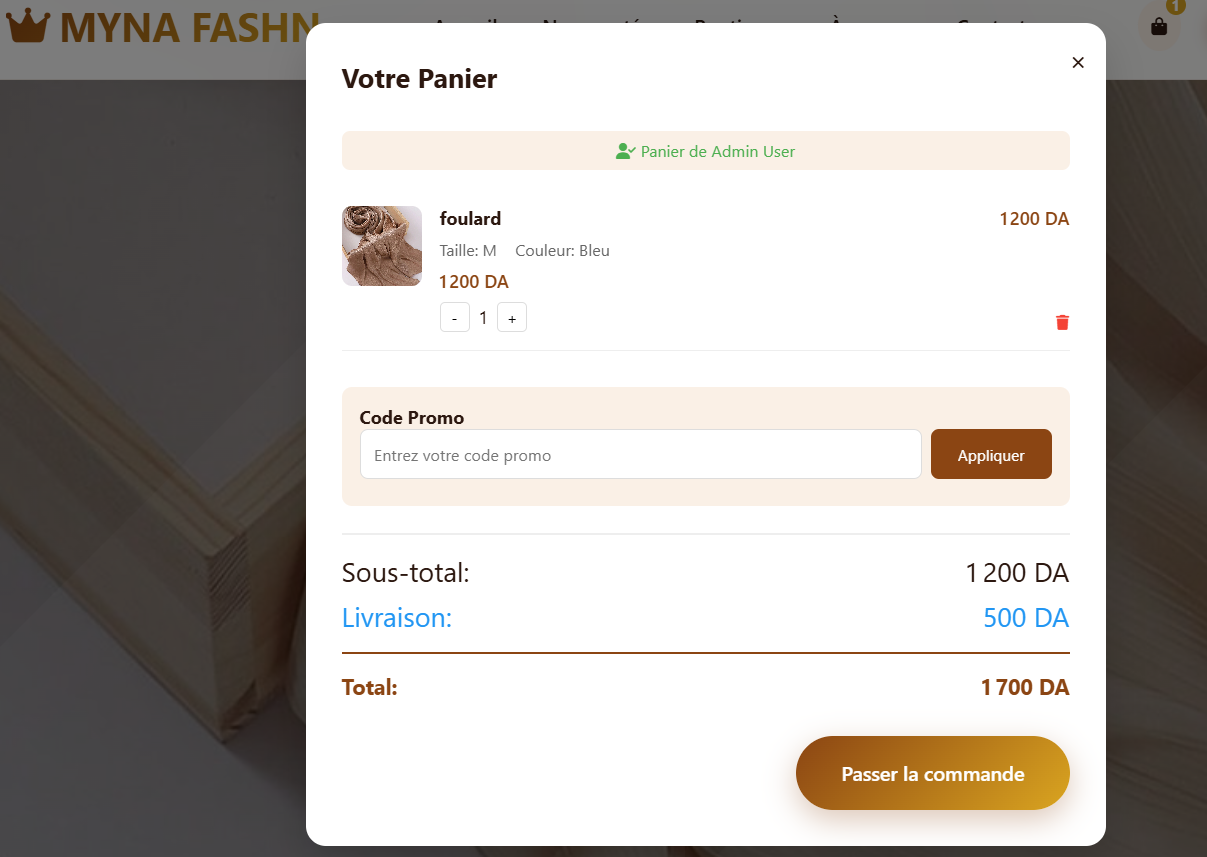 MYNA FASHN
1
Votre Panier
×
Panier de Admin User
foulard
1200 DA
Taille: M Couleur: Bleu
1200 DA
- 1 +
Code Promo
Entrez votre code promo
Appliquer
Sous-total:
1 200 DA
Livraison:
500 DA
Total:
1 700 DA
Passer la commande